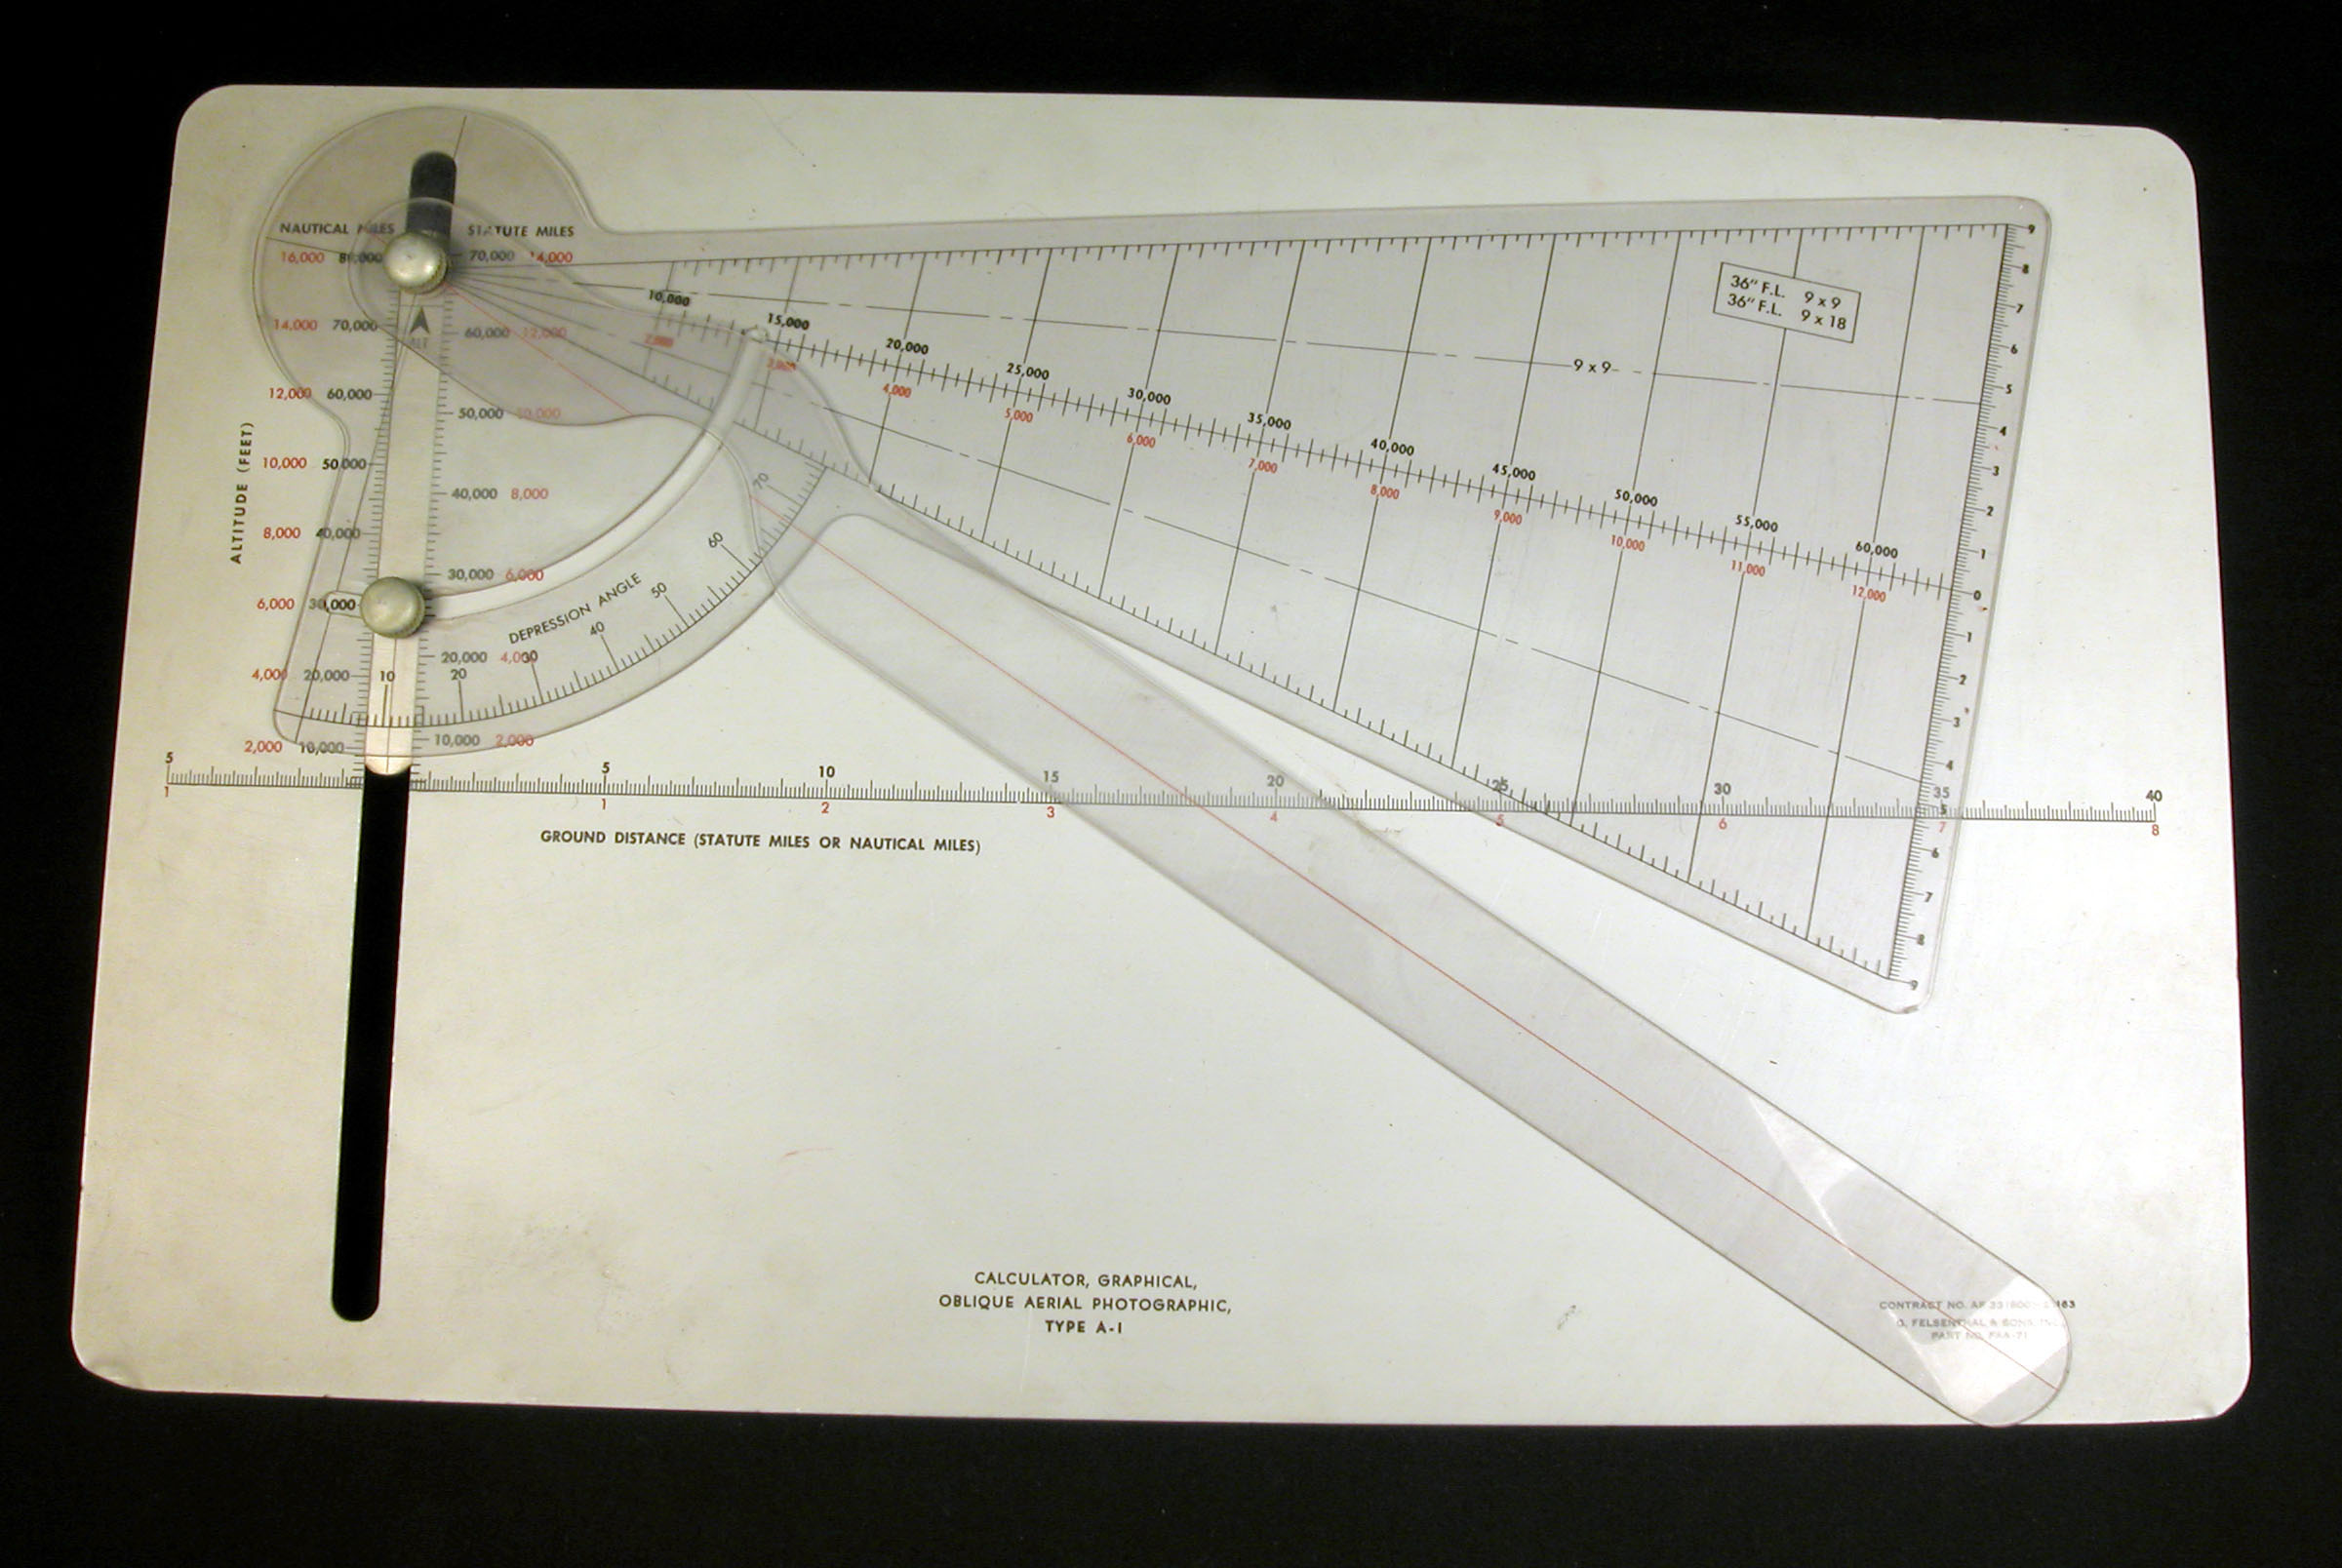 NAUTICAL MILES STATUTE MILES
16,000 80,000 70,000 14,000
14,000 70,000 60,000 12,000
ALT
12,000 60,000 50,000 10,000
10,000 50,000 40,000 8,000
8,000 40,000 30,000 6,000
6,000 30,000 20,000 4,000
4,000 20,000 10,000 2,000
2,000 10,000
ALTITUDE (FEET)
DEPRESSION ANGLE
10 20 30 40 50 60 70
36" F.L. 9 x 9
36" F.L. 9 x 18
9 x 9
10,000 15,000 20,000 25,000 30,000 35,000 40,000 45,000 50,000 55,000 60,000
2,000 3,000 4,000 5,000 6,000 7,000 8,000 9,000 10,000 11,000 12,000
9
8
7
6
5
4
3
2
1
0
1
2
3
4
5
6
7
8
9
5 5 10 15 20 25 30 35 40
1 1 2 3 4 5 6 7 8
GROUND DISTANCE (STATUTE MILES OR NAUTICAL MILES)
CALCULATOR, GRAPHICAL,
OBLIQUE AERIAL PHOTOGRAPHIC,
TYPE A-1
CONTRACT NO. AF 33
G. FELSENTHAL & SONS
PART NO. FAA-71